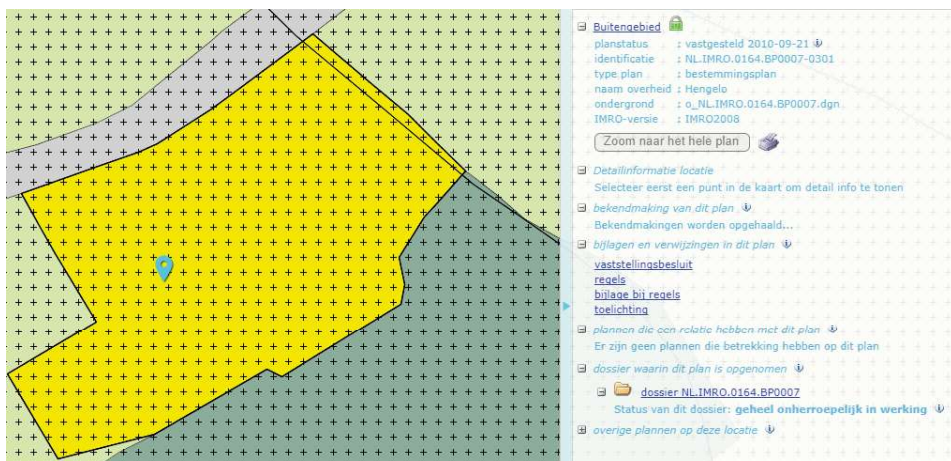 Buitengebied
planstatus : vastgesteld 2010-09-21
identificatie : NL.IMRO.0164.BP0007-0301
type plan : bestemmingsplan
naam overheid : Hengelo
ondergrond : o_NL.IMRO.0164.BP0007.dgn
IMRO-versie : IMRO2008
Zoom naar het hele plan
Detailinformatie locatie
Selecteer eerst een punt in de kaart om detail info te tonen
bekendmaking van dit plan
Bekendmakingen worden opgehaald...
bijlagen en verwijzingen in dit plan
vaststellingsbesluit
regels
bijlage bij regels
toelichting
plannen die een relatie hebben met dit plan
Er zijn geen plannen die betrekking hebben op dit plan
dossier waarin dit plan is opgenomen
dossier NL.IMRO.0164.BP0007
Status van dit dossier: geheel onherroepelijk in werking
overige plannen op deze locatie